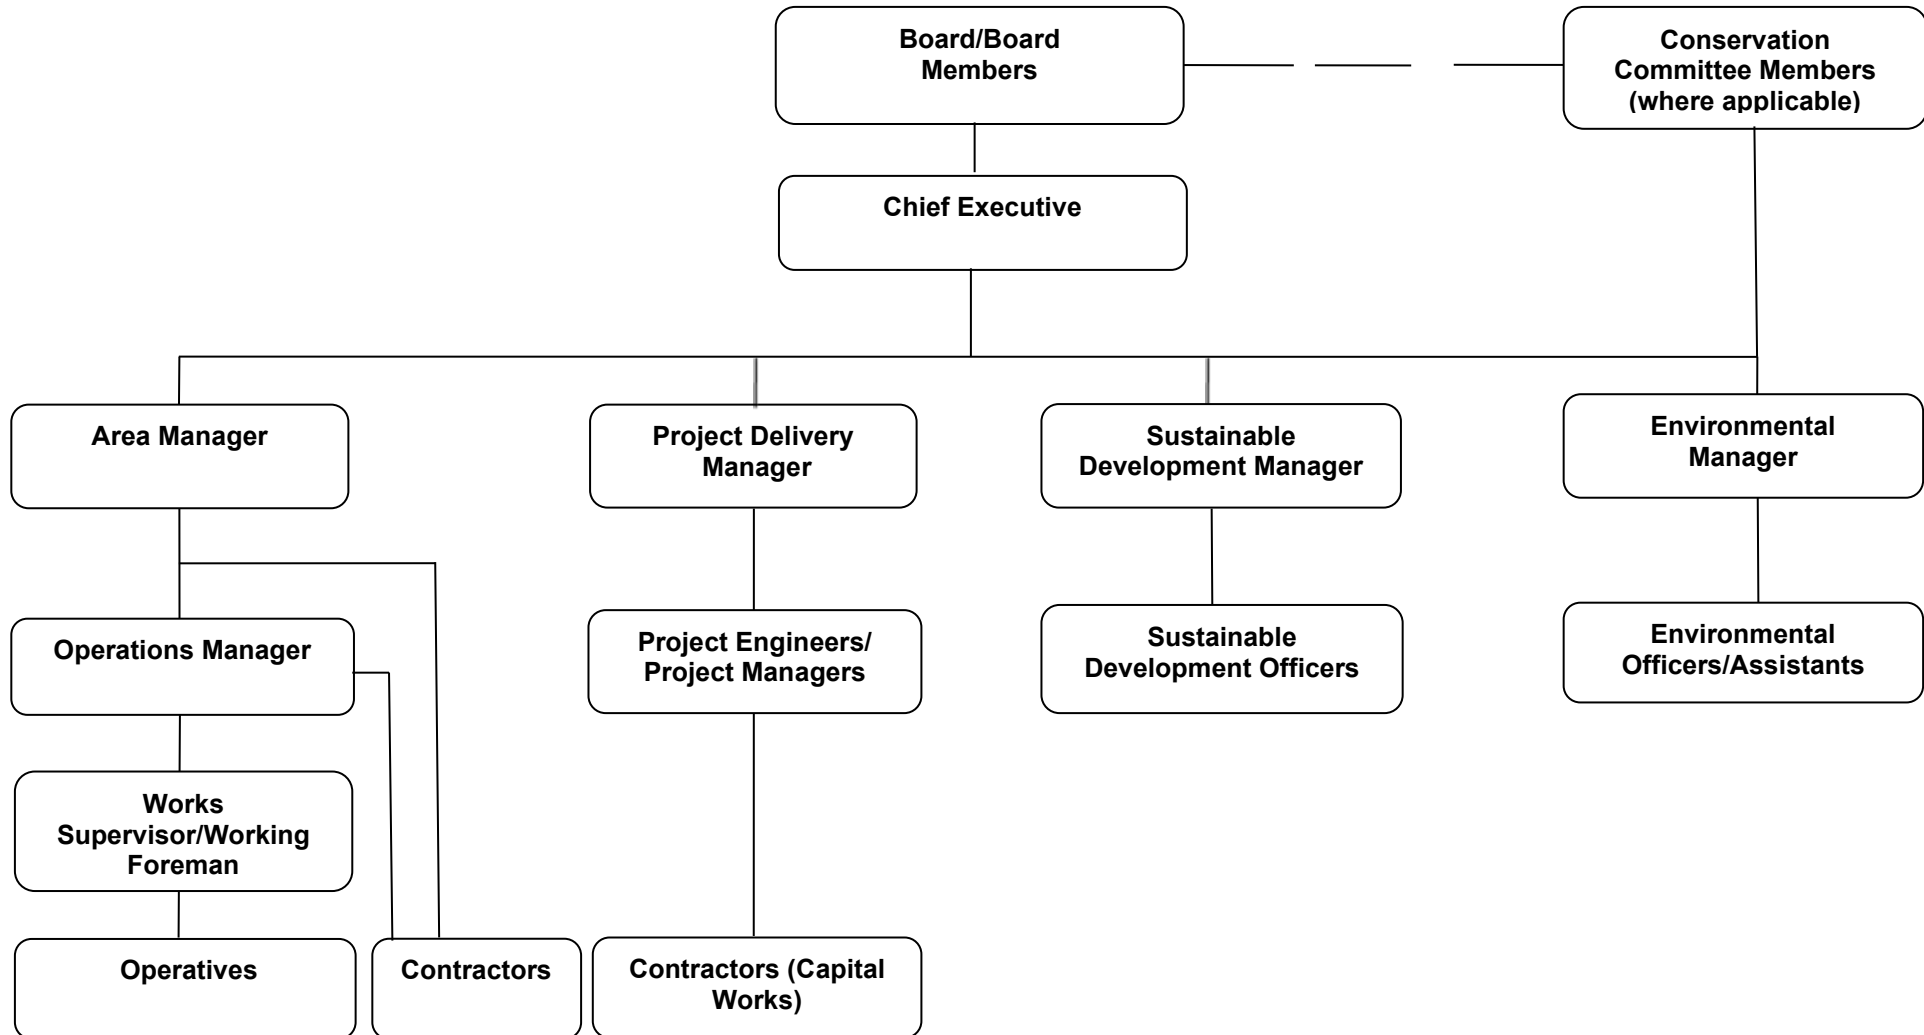 Board/Board
Members
Conservation
Committee Members
(where applicable)
Chief Executive
Area Manager
Project Delivery
Manager
Sustainable
Development Manager
Environmental
Manager
Operations Manager
Project Engineers/
Project Managers
Sustainable
Development Officers
Environmental
Officers/Assistants
Works
Supervisor/Working
Foreman
Operatives
Contractors
Contractors (Capital
Works)